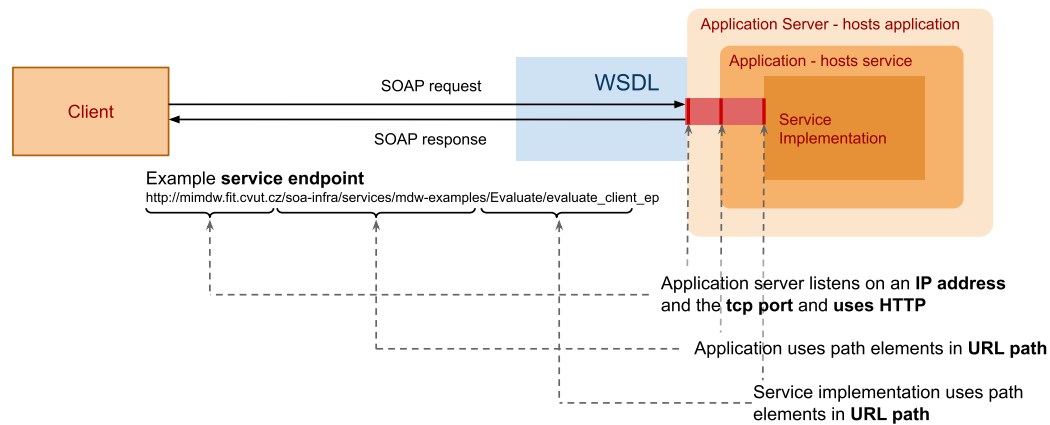 Application Server - hosts application
Application - hosts service
WSDL
SOAP request
Client
Service
Implementation
SOAP response
Example service endpoint
http://mimdw.fit.cvut.cz/soa-infra/services/mdw-examples/Evaluate/evaluate_client_ep
Application server listens on an IP address
and the tcp port and uses HTTP
Application uses path elements in URL path
Service implementation uses path
elements in URL path